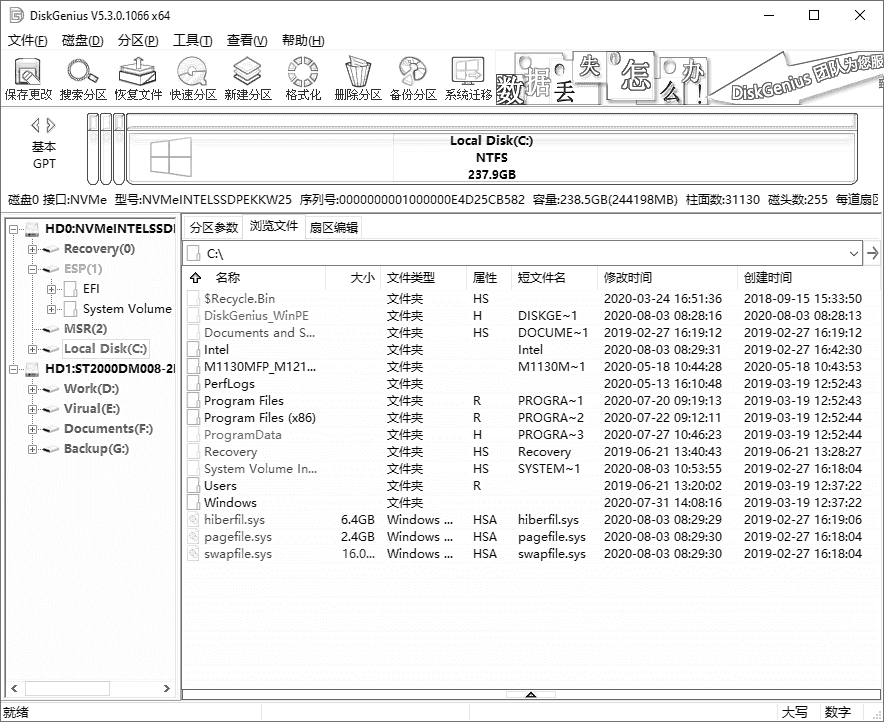 DiskGenius V5.3.0.1066 x64
文件(F) 磁盘(D) 分区(P) 工具(T) 查看(V) 帮助(H)
保存更改 搜索分区 恢复文件 快速分区 新建分区 格式化 删除分区 备份分区 系统迁移
数据丢失怎么办! DiskGenius 团队为您服
基本
GPT
Local Disk(C:)
NTFS
237.9GB
磁盘0 接口:NVMe 型号:NVMeINTELSSDPEKKW25 序列号:0000000001000000E4D25CB582 容量:238.5GB(244198MB) 柱面数:31130 磁头数:255 每道扇区
HD0:NVMeINTELSSDI
Recovery(0)
ESP(1)
EFI
System Volume
MSR(2)
Local Disk(C:)
HD1:ST2000DM008-2I
Work(D:)
Virual(E:)
Documents(F:)
Backup(G:)
分区参数 浏览文件 扇区编辑
C:\
名称 大小 文件类型 属性 短文件名 修改时间 创建时间
$Recycle.Bin 文件夹 HS 2020-03-24 16:51:36 2018-09-15 15:33:50
DiskGenius_WinPE 文件夹 H DISKGE~1 2020-08-03 08:28:16 2020-08-03 08:28:13
Documents and S... 文件夹 HS DOCUME~1 2019-02-27 16:19:12 2019-02-27 16:19:12
Intel 文件夹 Intel 2020-08-03 08:29:31 2019-02-27 16:42:30
M1130MFP_M121... 文件夹 M1130M~1 2020-05-18 10:44:28 2020-05-18 10:43:53
PerfLogs 文件夹 2020-05-13 16:10:48 2019-03-19 12:52:43
Program Files 文件夹 R PROGRA~1 2020-07-20 09:19:13 2019-03-19 12:52:43
Program Files (x86) 文件夹 R PROGRA~2 2020-07-22 09:12:11 2019-03-19 12:52:44
ProgramData 文件夹 H PROGRA~3 2020-07-27 10:46:23 2019-03-19 12:52:44
Recovery 文件夹 HS Recovery 2019-06-21 13:40:43 2019-06-21 13:28:27
System Volume In... 文件夹 HS SYSTEM~1 2020-08-03 10:53:55 2019-02-27 16:18:04
Users 文件夹 R 2019-06-21 13:20:02 2019-03-19 12:37:22
Windows 文件夹 2020-07-31 14:08:16 2019-03-19 12:37:22
hiberfil.sys 6.4GB Windows ... HSA hiberfil.sys 2020-08-03 08:29:29 2019-02-27 16:19:06
pagefile.sys 2.4GB Windows ... HSA pagefile.sys 2020-08-03 08:29:30 2019-02-27 16:18:04
swapfile.sys 16.0... Windows ... HSA swapfile.sys 2020-08-03 08:29:30 2019-02-27 16:18:04
就绪 大写 数字